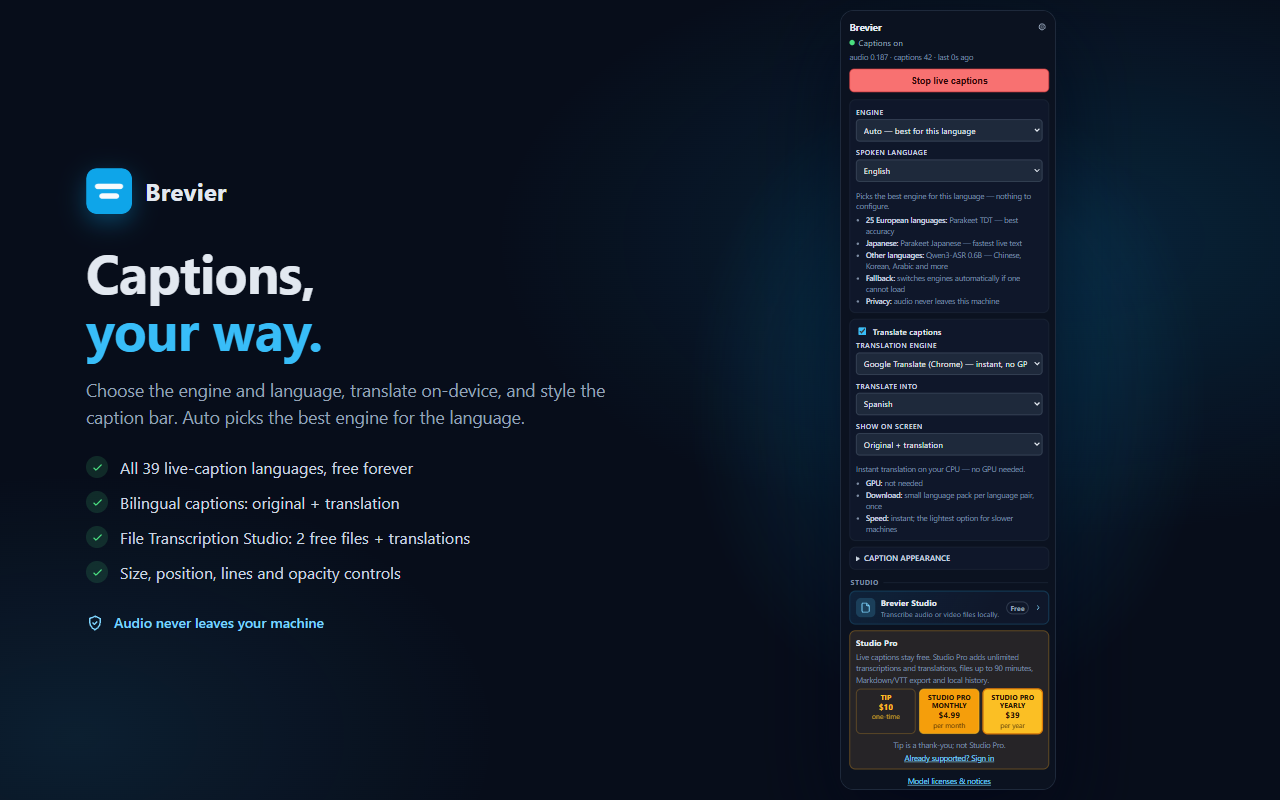 Brevier
Captions,
your way.
Choose the engine and language, translate on-device, and style the
caption bar. Auto picks the best engine for the language.
All 39 live-caption languages, free forever
Bilingual captions: original + translation
File Transcription Studio: 2 free files + translations
Size, position, lines and opacity controls
Audio never leaves your machine
Brevier
Captions on
audio 0.187 · captions 42 · last 0s ago
Stop live captions
ENGINE
Auto — best for this language
SPOKEN LANGUAGE
English
Picks the best engine for this language — nothing to
configure.
• 25 European languages: Parakeet TDT — best
accuracy
• Japanese: Parakeet Japanese — fastest live text
• Other languages: Qwen3-ASR 0.6B — Chinese,
Korean, Arabic and more
• Fallback: switches engines automatically if one
cannot load
• Privacy: audio never leaves this machine
Translate captions
TRANSLATION ENGINE
Google Translate (Chrome) — instant, no GP
TRANSLATE INTO
Spanish
SHOW ON SCREEN
Original + translation
Instant translation on your CPU — no GPU needed.
• GPU: not needed
• Download: small language pack per language pair,
once
• Speed: instant; the lightest option for slower
machines
CAPTION APPEARANCE
STUDIO
Brevier Studio
Transcribe audio or video files locally.
Free
Studio Pro
Live captions stay free. Studio Pro adds unlimited
transcriptions and translations, files up to 90 minutes,
Markdown/VTT export and local history.
TIP
$10
one-time
STUDIO PRO
MONTHLY
$4.99
per month
STUDIO PRO
YEARLY
$39
per year
Tip is a thank-you; not Studio Pro.
Already supported? Sign in
Model licenses & notices